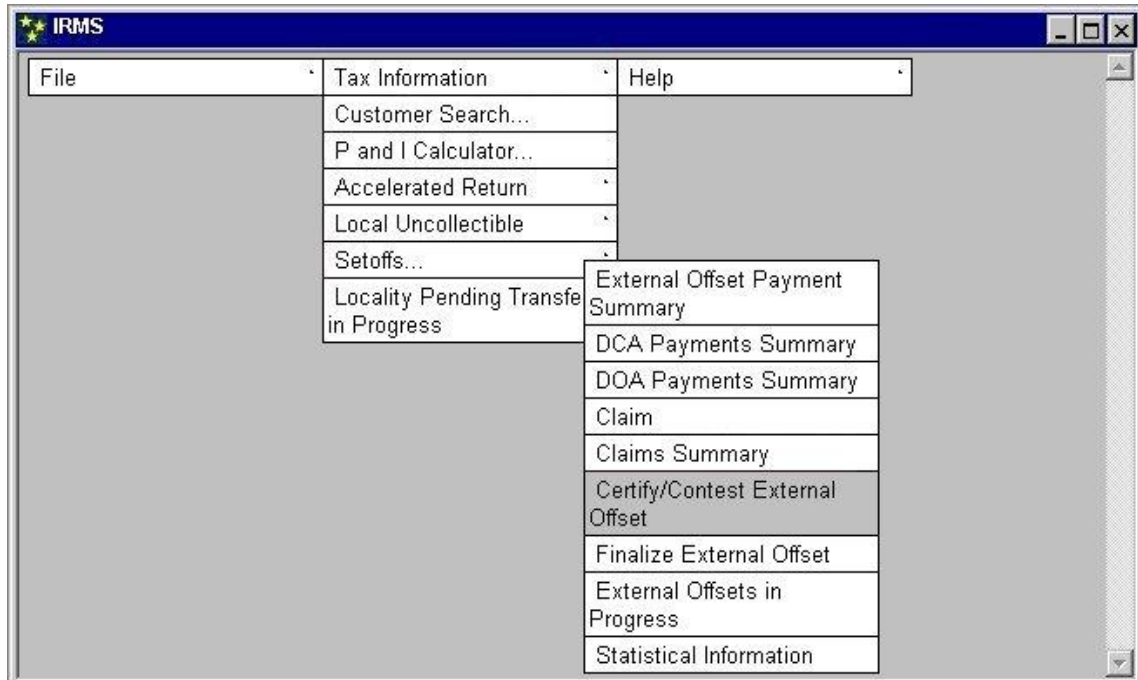 IRMS
File
Tax Information
Help
Customer Search...
P and I Calculator...
Accelerated Return
Local Uncollectible
Setoffs...
Locality Pending Transfe
in Progress
External Offset Payment
Summary
DCA Payments Summary
DOA Payments Summary
Claim
Claims Summary
Certify/Contest External
Offset
Finalize External Offset
External Offsets in
Progress
Statistical Information